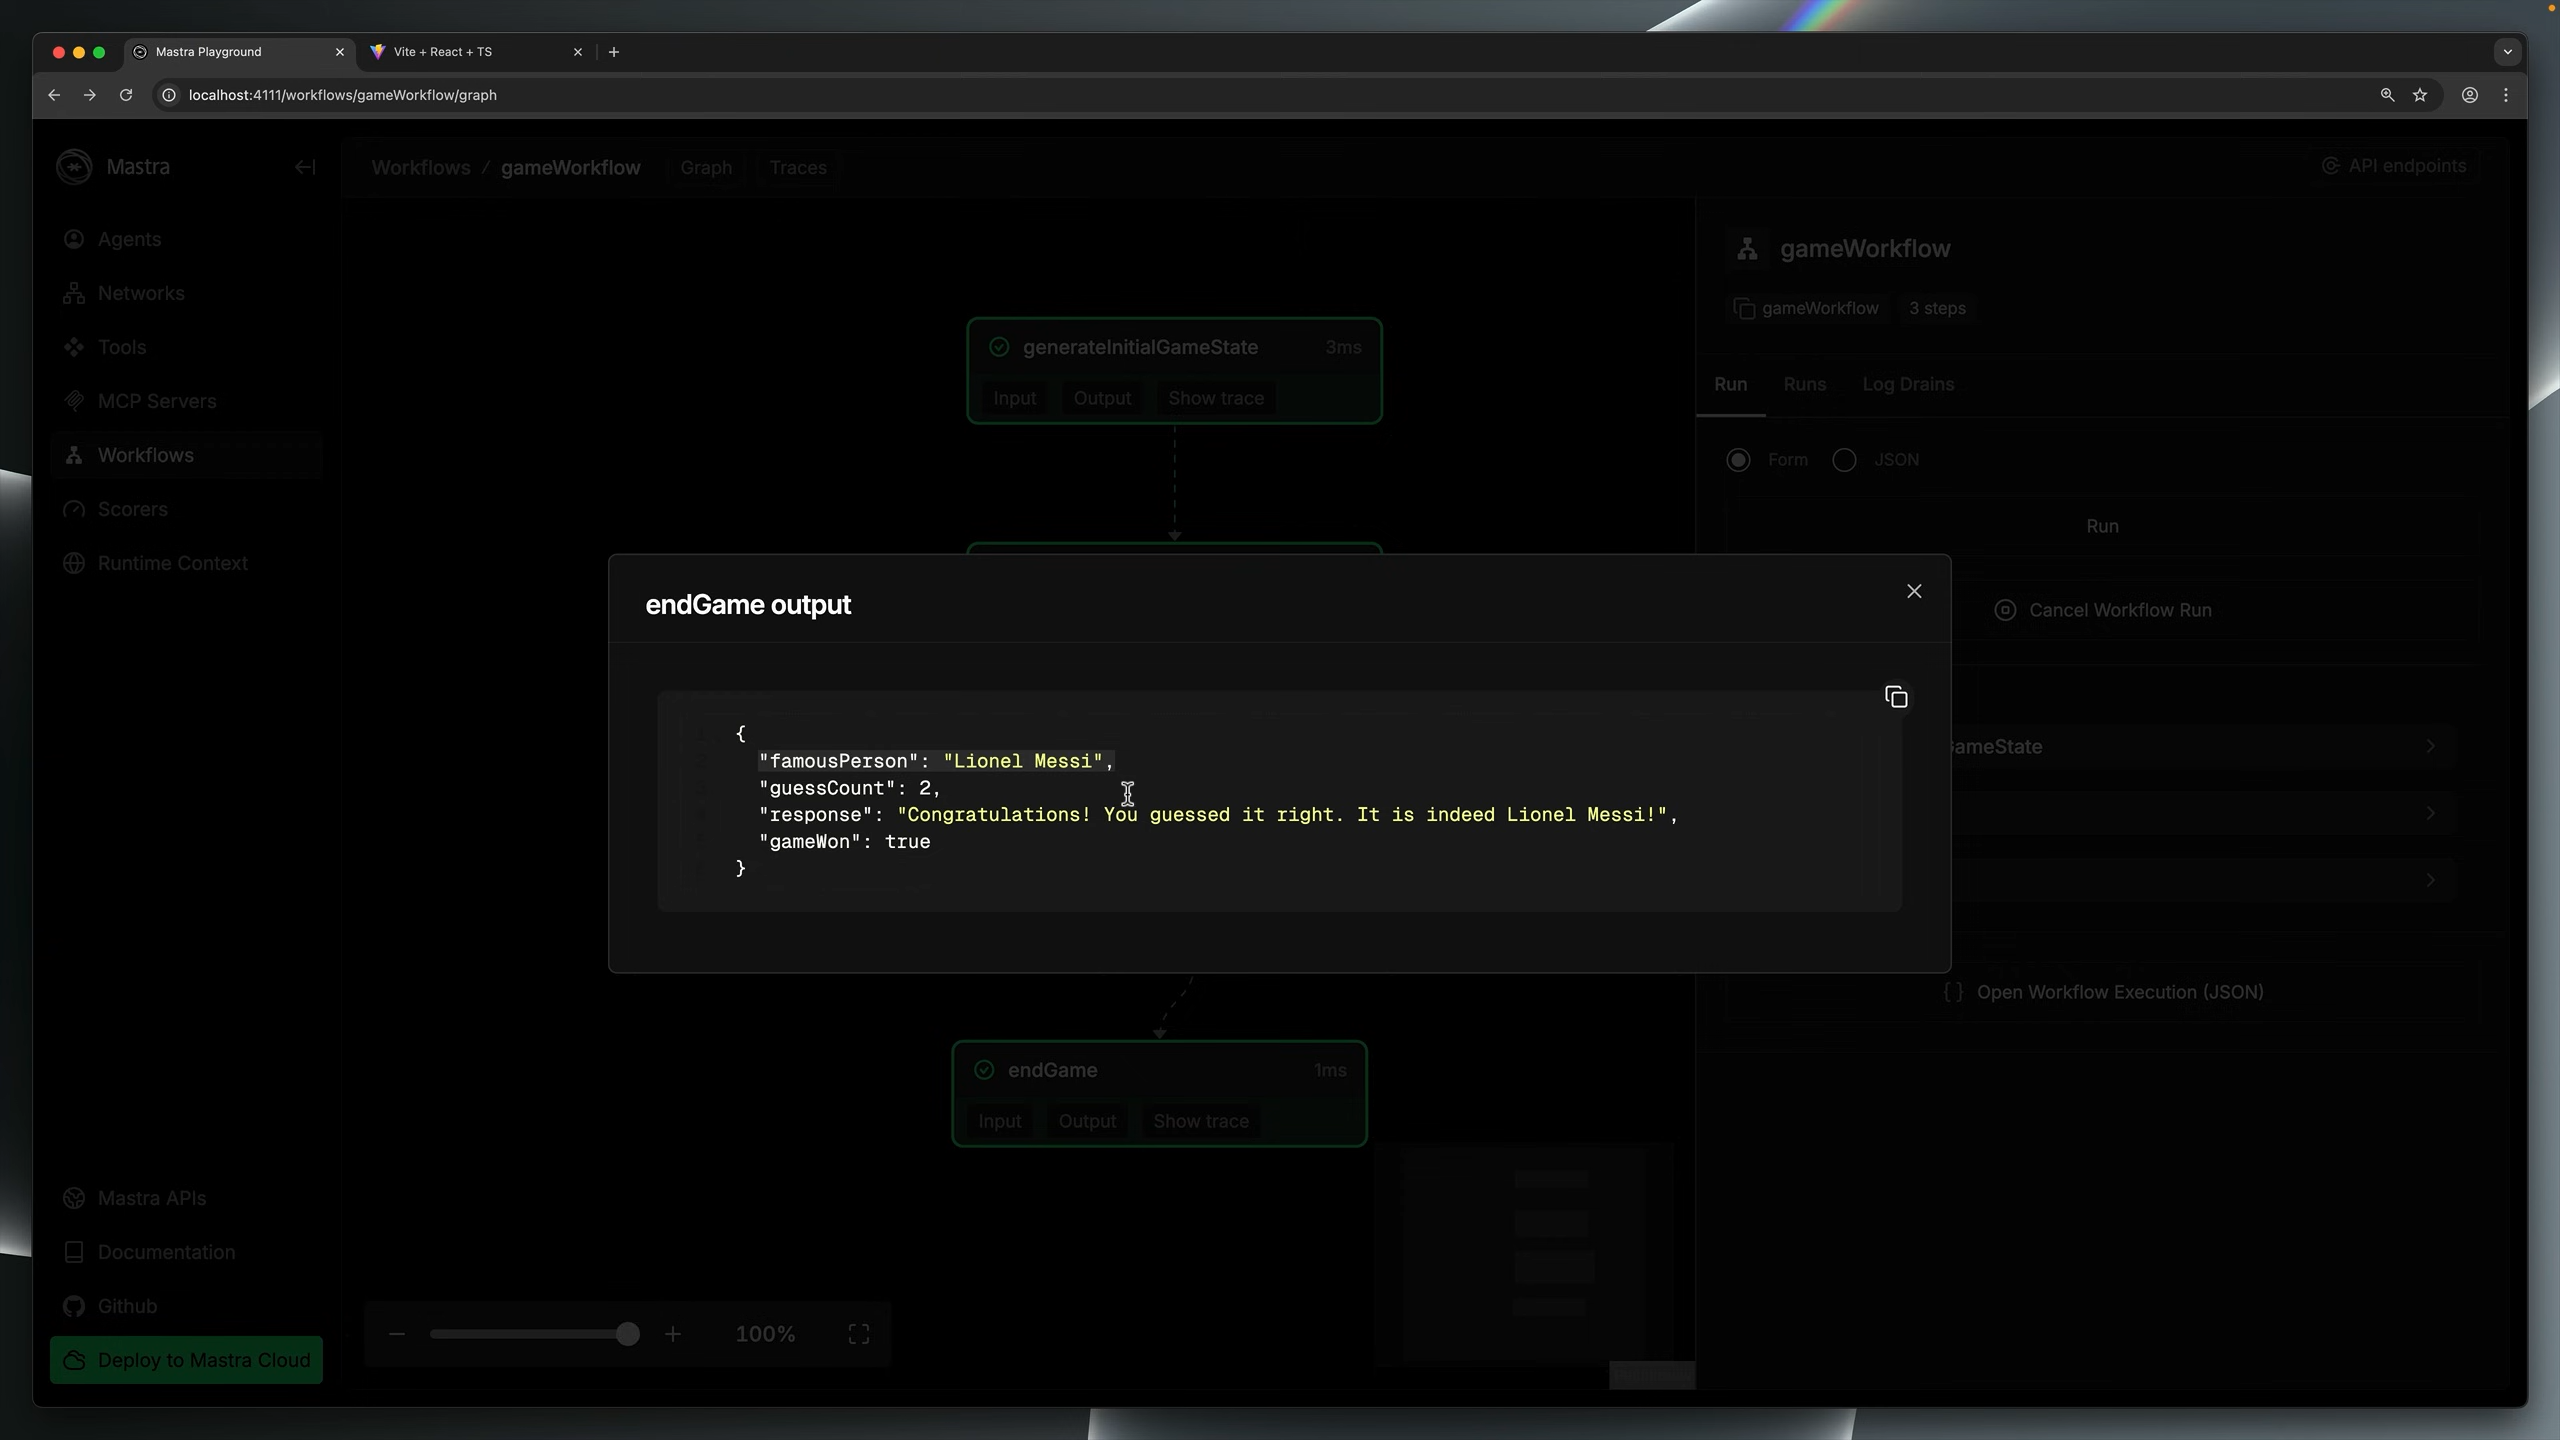 Mastra Playground
Vite + React + TS
localhost:4111/workflows/gameWorkflow/graph
Mastra
Workflows / gameWorkflow
Graph
Traces
API endpoints
Agents
Networks
Tools
MCP Servers
Workflows
Scorers
Runtime Context
generateInitialGameState 3ms
Input Output Show trace
gameWorkflow
gameWorkflow 3 steps
Run Runs Log Drains
Form JSON
Run
Cancel Workflow Run
endGame output
{
"famousPerson": "Lionel Messi",
"guessCount": 2,
"response": "Congratulations! You guessed it right. It is indeed Lionel Messi!",
"gameWon": true
}
GameState
Open Workflow Execution (JSON)
endGame 1ms
Input Output Show trace
Mastra APIs
Documentation
Github
Deploy to Mastra Cloud
100%